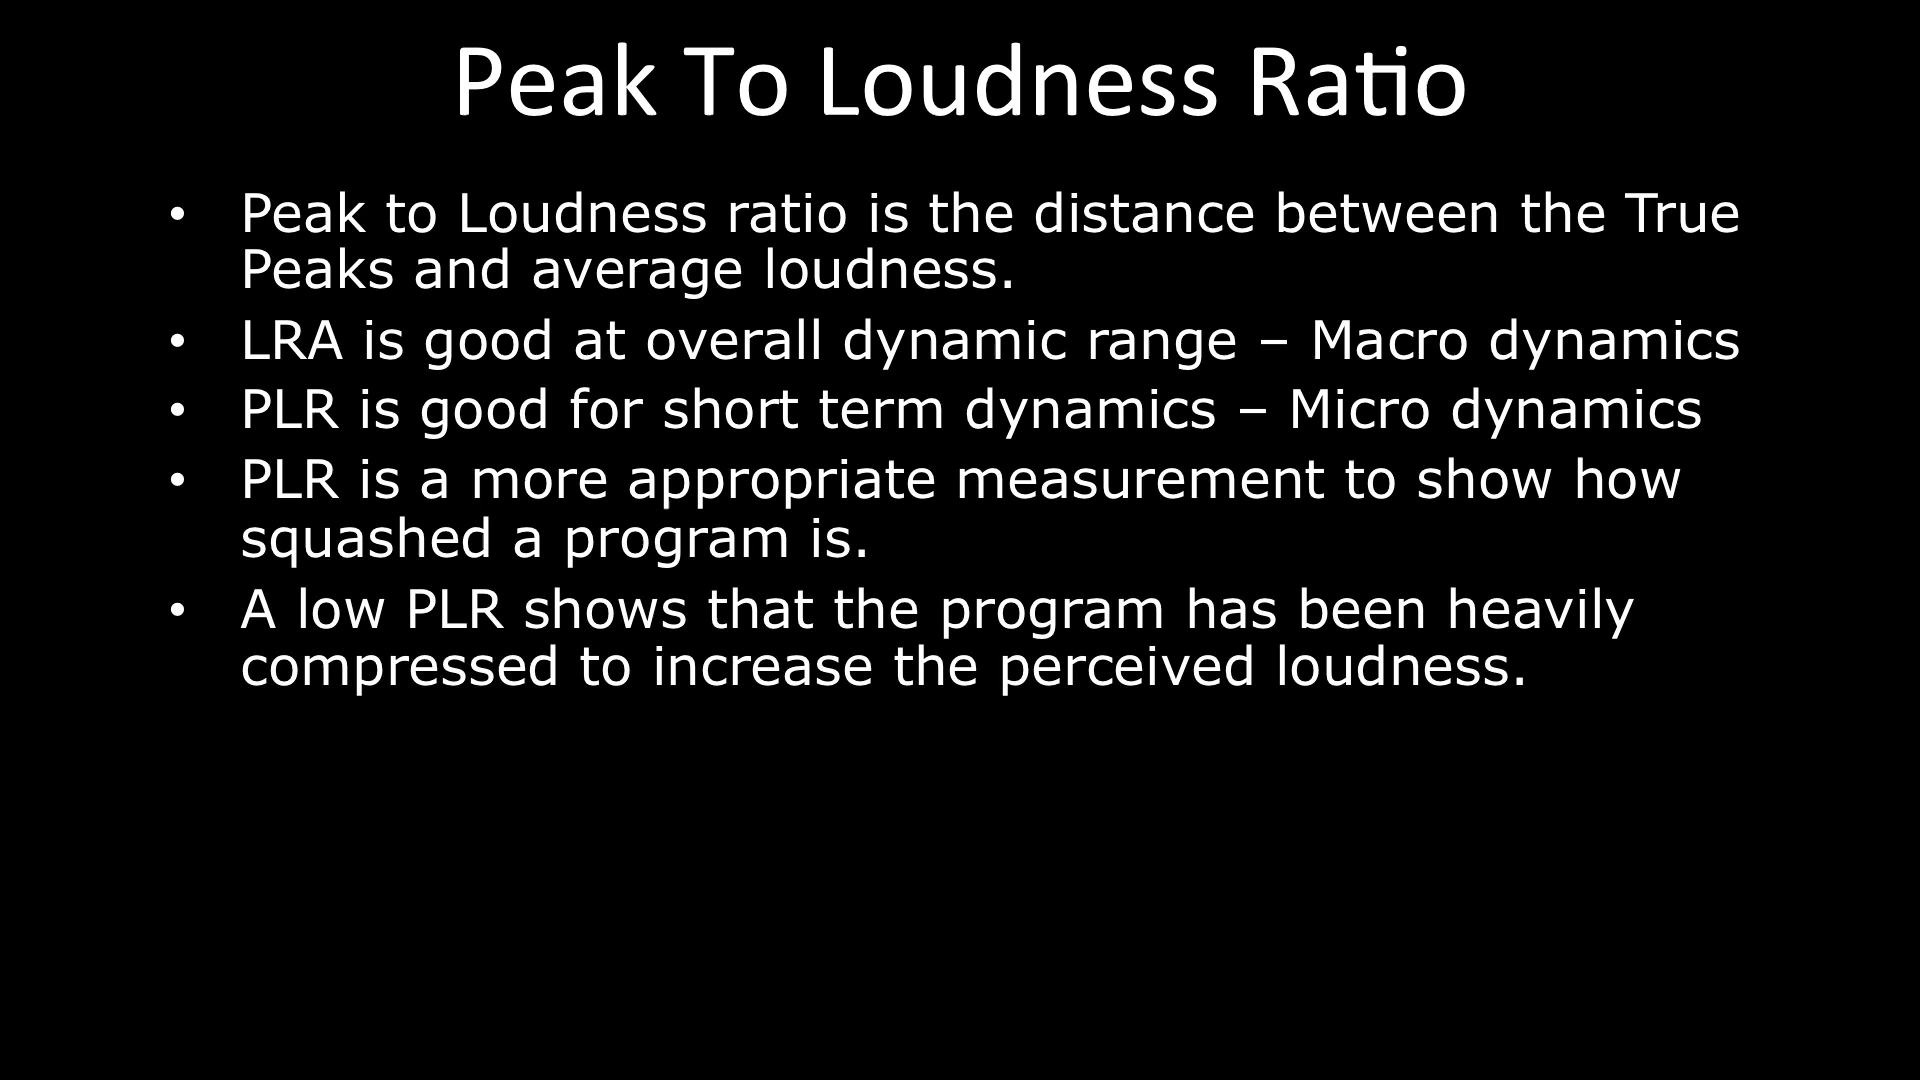 Peak To Loudness Ratio
• Peak to Loudness ratio is the distance between the True
Peaks and average loudness.
• LRA is good at overall dynamic range – Macro dynamics
• PLR is good for short term dynamics – Micro dynamics
• PLR is a more appropriate measurement to show how
squashed a program is.
• A low PLR shows that the program has been heavily
compressed to increase the perceived loudness.